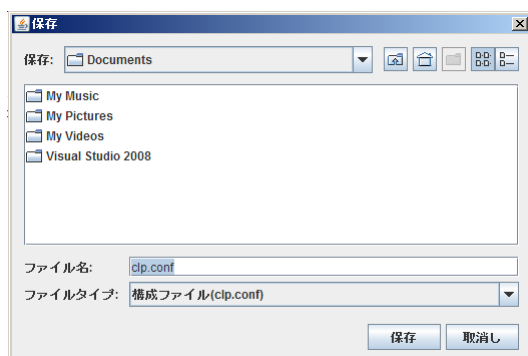 保存
保存: Documents
My Music
My Pictures
My Videos
Visual Studio 2008
ファイル名: clp.conf
ファイルタイプ: 構成ファイル(clp.conf)
保存 取消し